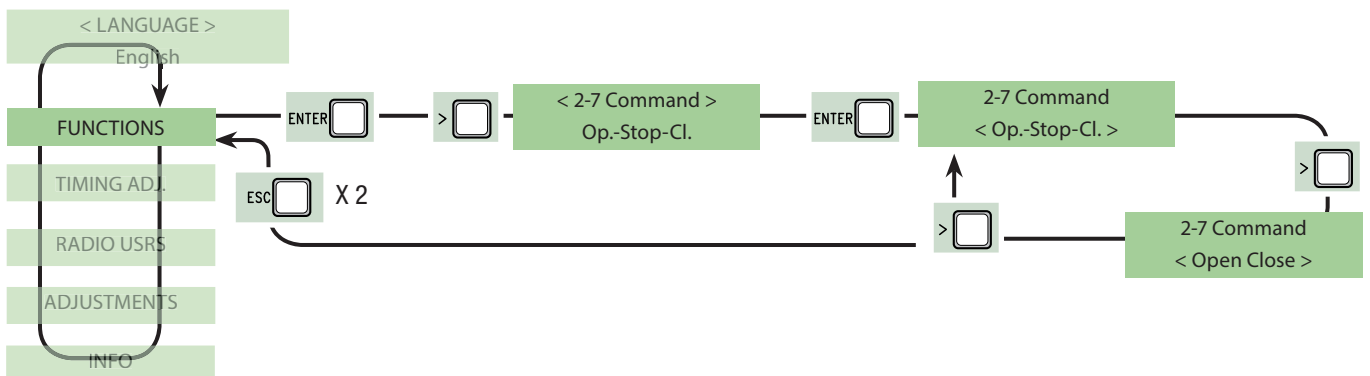 < LANGUAGE >
English
FUNCTIONS
TIMING ADJ.
RADIO USRS
ADJUSTMENTS
INFO
ENTER
>
< 2-7 Command >
Op.-Stop-Cl.
ENTER
2-7 Command
< Op.-Stop-Cl. >
>
2-7 Command
< Open Close >
>
ESC
X 2